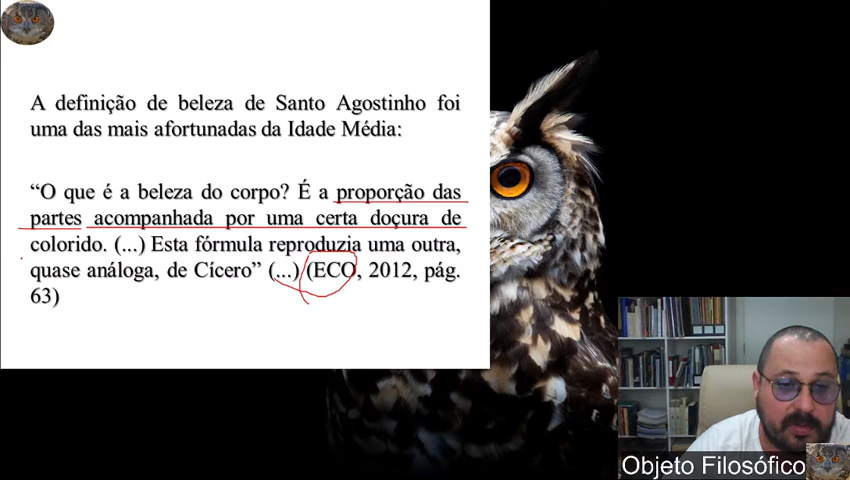 A definição de beleza de Santo Agostinho foi
uma das mais afortunadas da Idade Média:
“O que é a beleza do corpo? É a proporção das
partes acompanhada por uma certa doçura de
colorido. (...) Esta fórmula reproduzia uma outra,
quase análoga, de Cícero” (...) (ECO, 2012, pág.
63)
Objeto Filosófico